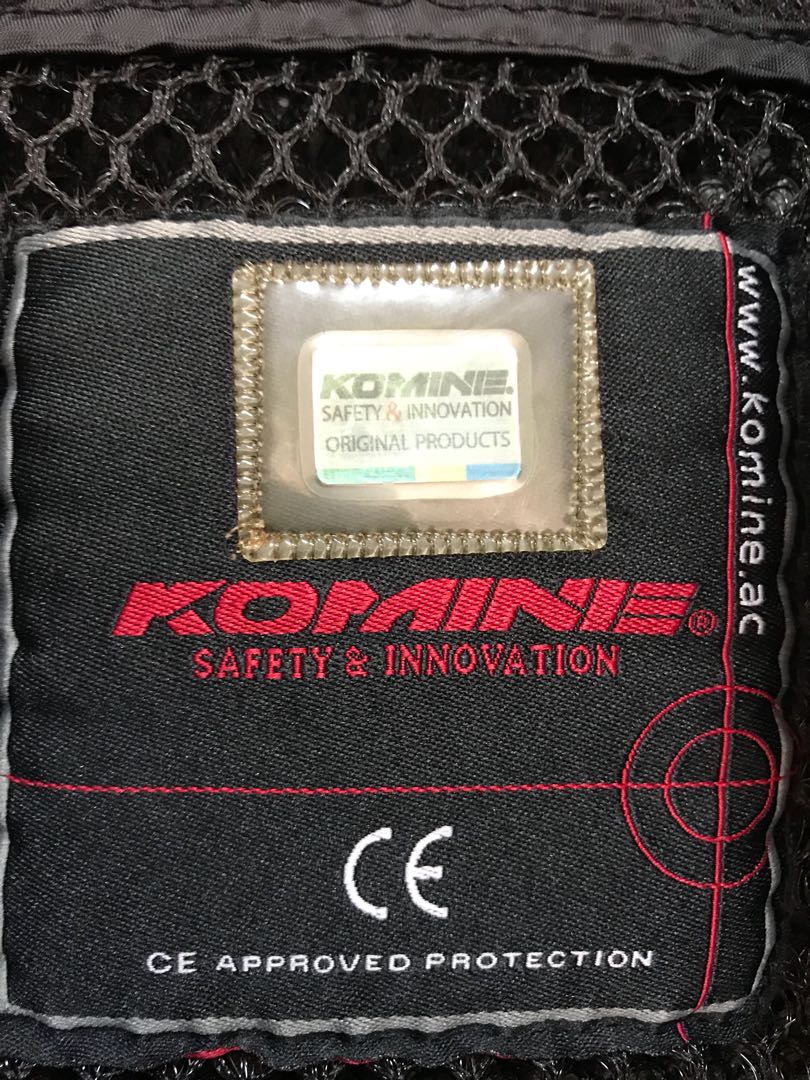 KOMINE.
SAFETY & INNOVATION
ORIGINAL PRODUCTS
www.komine.ac
KOMINE®
SAFETY & INNOVATION
CE
CE APPROVED PROTECTION